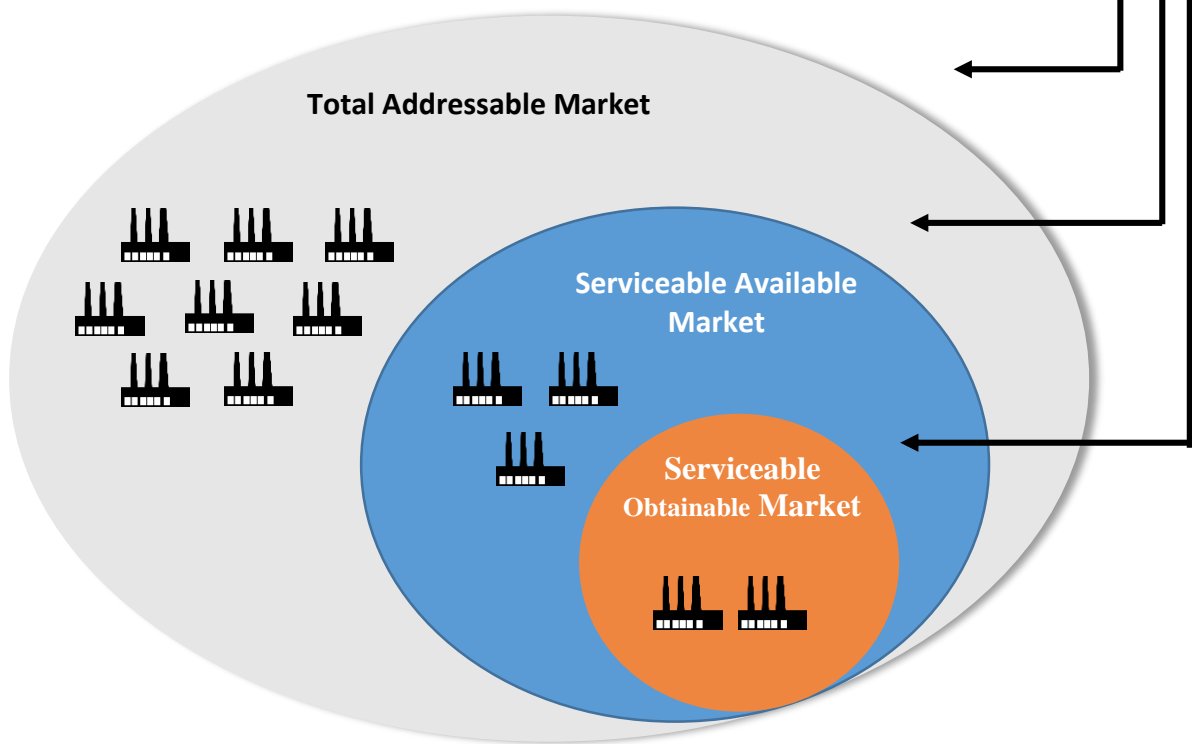 Total Addressable Market
Serviceable Available
Market
Serviceable
Obtainable Market